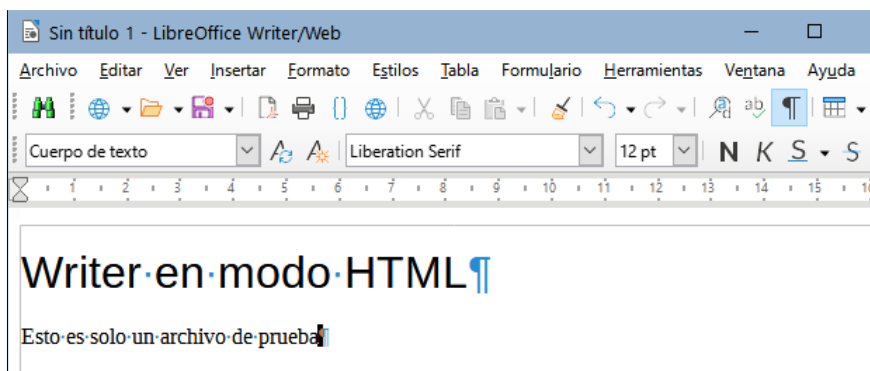 Sin título 1 - LibreOffice Writer/Web
Archivo Editar Ver Insertar Formato Estilos Tabla Formulario Herramientas Ventana Ayuda
Cuerpo de texto Liberation Serif 12 pt N K S S
1 2 3 4 5 6 7 8 9 10 11 12 13 14 15
Writer·en·modo·HTML¶
Esto·es·solo·un·archivo·de·prueba¶